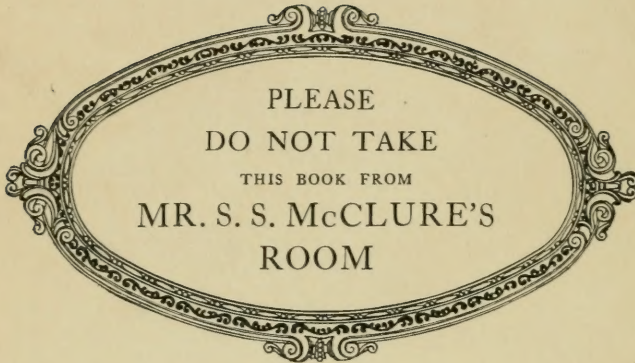 PLEASE
DO NOT TAKE
THIS BOOK FROM
MR. S. S. McCLURE'S
ROOM